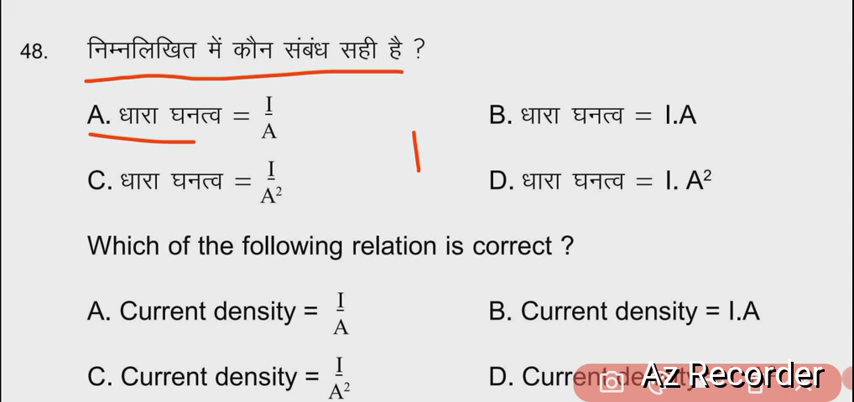 48. निम्नलिखित में कौन संबंध सही है ?
A. धारा घनत्व = I/A B. धारा घनत्व = I.A
C. धारा घनत्व = I/A² D. धारा घनत्व = I. A²
Which of the following relation is correct ?
A. Current density = I/A B. Current density = I.A
C. Current density = I/A² D. Current
Az Recorder